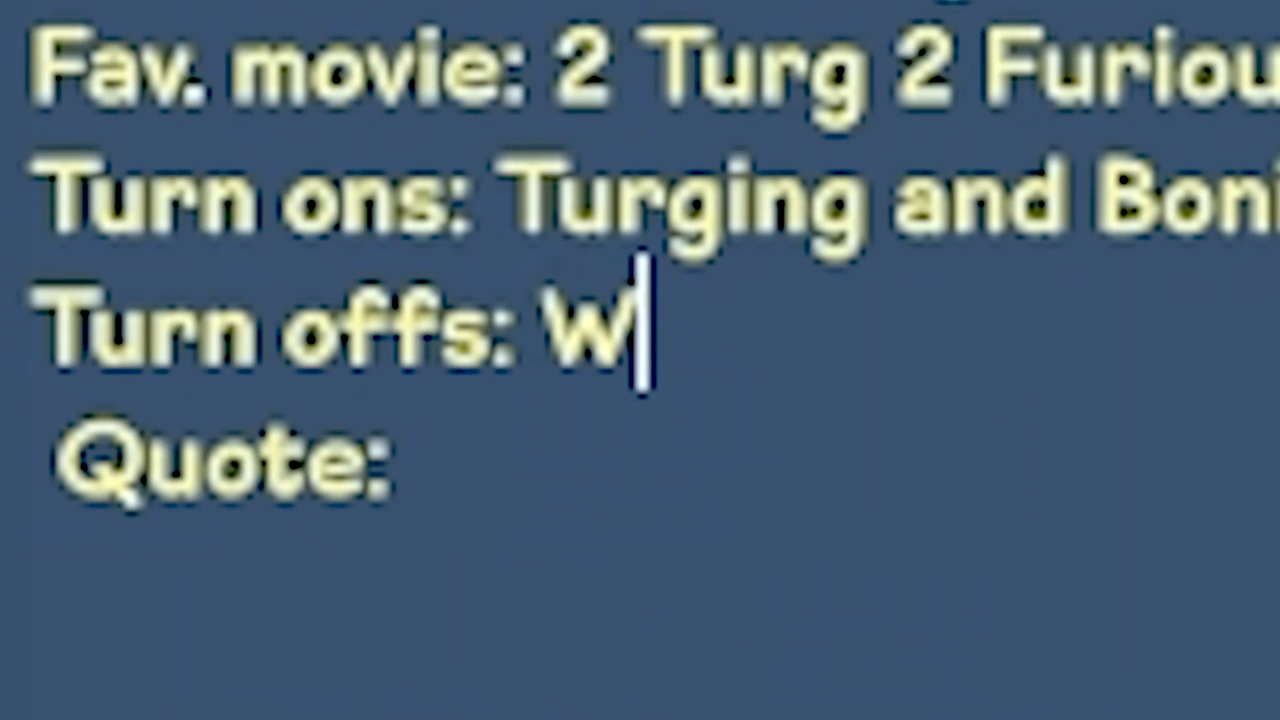 Fav. movie: 2 Turg 2 Furiou
Turn ons: Turging and Boni
Turn offs: W
Quote: